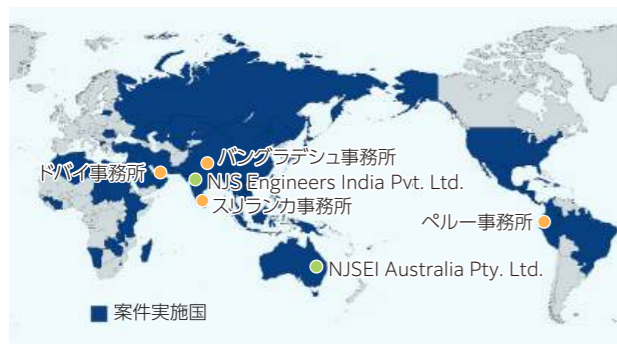 バングラデシュ事務所
ドバイ事務所
NJS Engineers India Pvt. Ltd.
スリランカ事務所
ペルー事務所
NJSEI Australia Pty. Ltd.
案件実施国